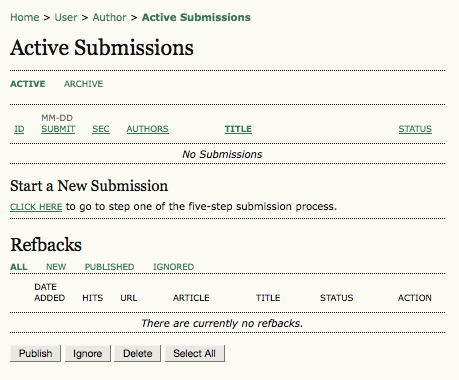 Home > User > Author > Active Submissions
Active Submissions
ACTIVE ARCHIVE
MM-DD
ID SUBMIT SEC AUTHORS TITLE STATUS
No Submissions
Start a New Submission
CLICK HERE to go to step one of the five-step submission process.
Refbacks
ALL NEW PUBLISHED IGNORED
DATE
ADDED HITS URL ARTICLE TITLE STATUS ACTION
There are currently no refbacks.
Publish Ignore Delete Select All